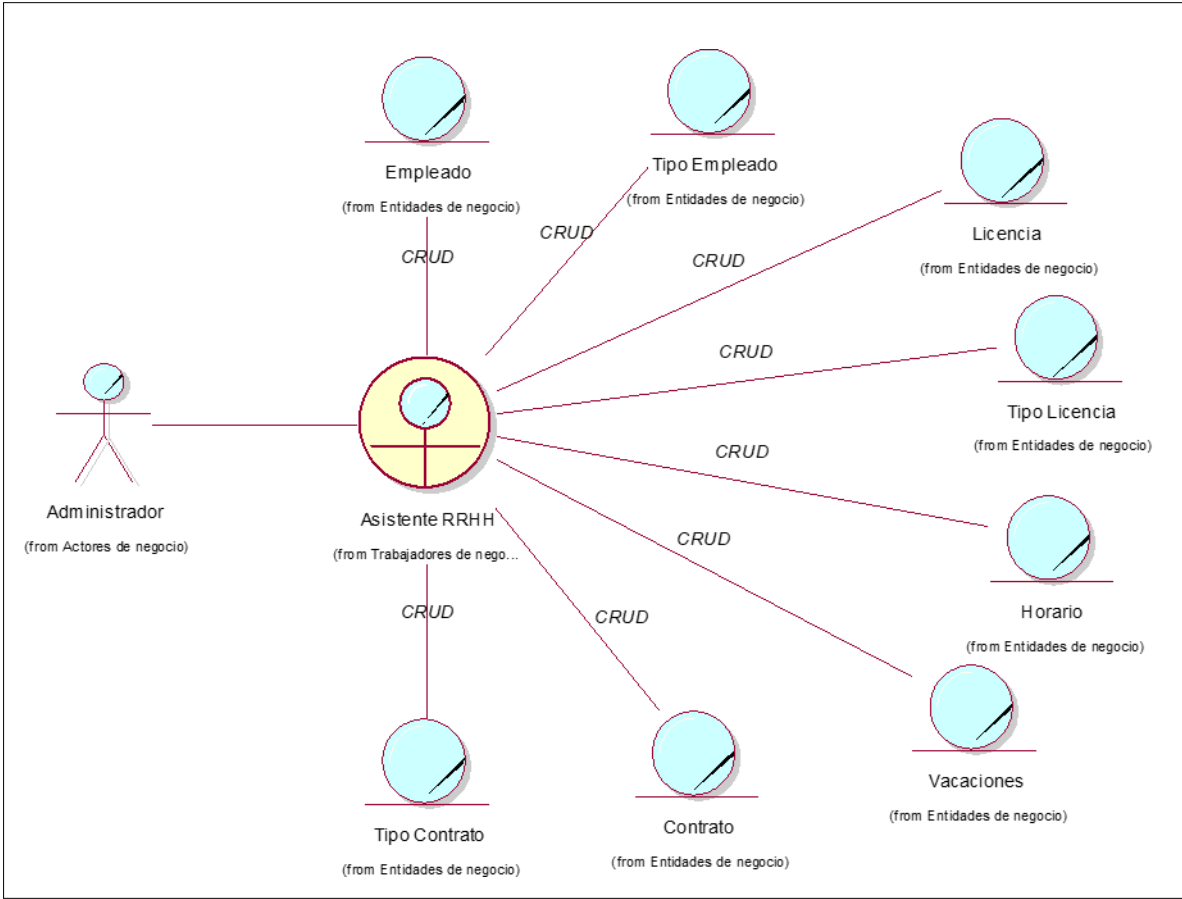 Empleado
(from Entidades de negocio)
Tipo Empleado
(from Entidades de negocio)
Licencia
(from Entidades de negocio)
CRUD
CRUD
CRUD
CRUD
Tipo Licencia
(from Entidades de negocio)
Administrador
(from Actores de negocio)
Asistente RRHH
(from Trabajadores de nego...
CRUD
CRUD
CRUD
CRUD
Horario
(from Entidades de negocio)
Vacaciones
(from Entidades de negocio)
Contrato
(from Entidades de negocio)
Tipo Contrato
(from Entidades de negocio)